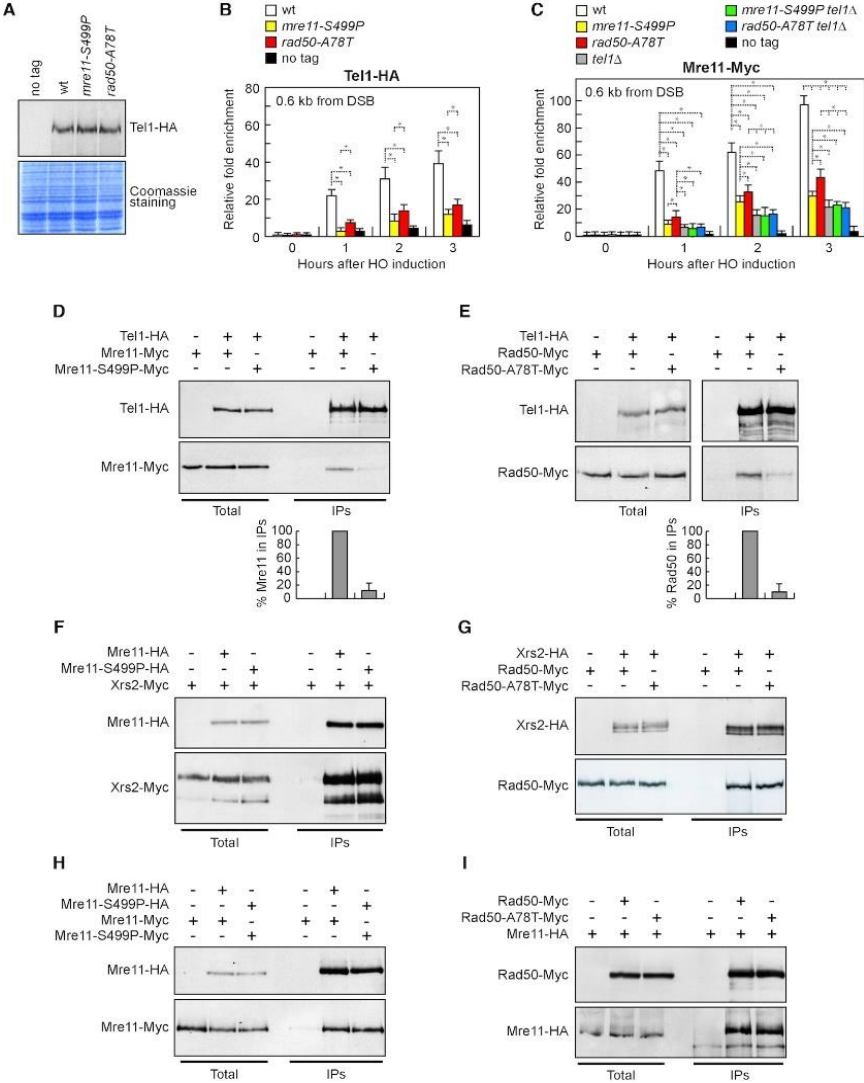 A
no tag
wt
mre11-S499P
rad50-A78T
Tel1-HA
Coomassie
staining
B
wt
mre11-S499P
rad50-A78T
no tag
Tel1-HA
0.6 kb from DSB
Relative fold enrichment
80
60
40
20
0
0 1 2 3
Hours after HO induction
C
wt
mre11-S499P
rad50-A78T
tel1Δ
mre11-S499P tel1Δ
rad50-A78T tel1Δ
no tag
Mre11-Myc
0.6 kb from DSB
Relative fold enrichment
100
80
60
40
20
0
0 1 2 3
Hours after HO induction
D
Tel1-HA - + + - + +
Mre11-Myc + + - + + -
Mre11-S499P-Myc - - + - - +
Tel1-HA
Mre11-Myc
Total IPs
% Mre11 in IPs
100
80
60
40
20
0
E
Tel1-HA - + + - + +
Rad50-Myc + + - + + -
Rad50-A78T-Myc - - + - - +
Tel1-HA
Rad50-Myc
Total IPs
% Rad50 in IPs
100
80
60
40
20
0
F
Mre11-HA - + - - + -
Mre11-S499P-HA - - + - - +
Xrs2-Myc + + + + + +
Mre11-HA
Xrs2-Myc
Total IPs
G
Xrs2-HA - + + - + +
Rad50-Myc + + - + + -
Rad50-A78T-Myc - - + - - +
Xrs2-HA
Rad50-Myc
Total IPs
H
Mre11-HA - + - - + -
Mre11-S499P-HA - - + - - +
Mre11-Myc + + - + + -
Mre11-S499P-Myc - - + - - +
Mre11-HA
Mre11-Myc
Total IPs
I
Rad50-Myc - + - - + -
Rad50-A78T-Myc - - + - - +
Mre11-HA + + + + + +
Rad50-Myc
Mre11-HA
Total IPs